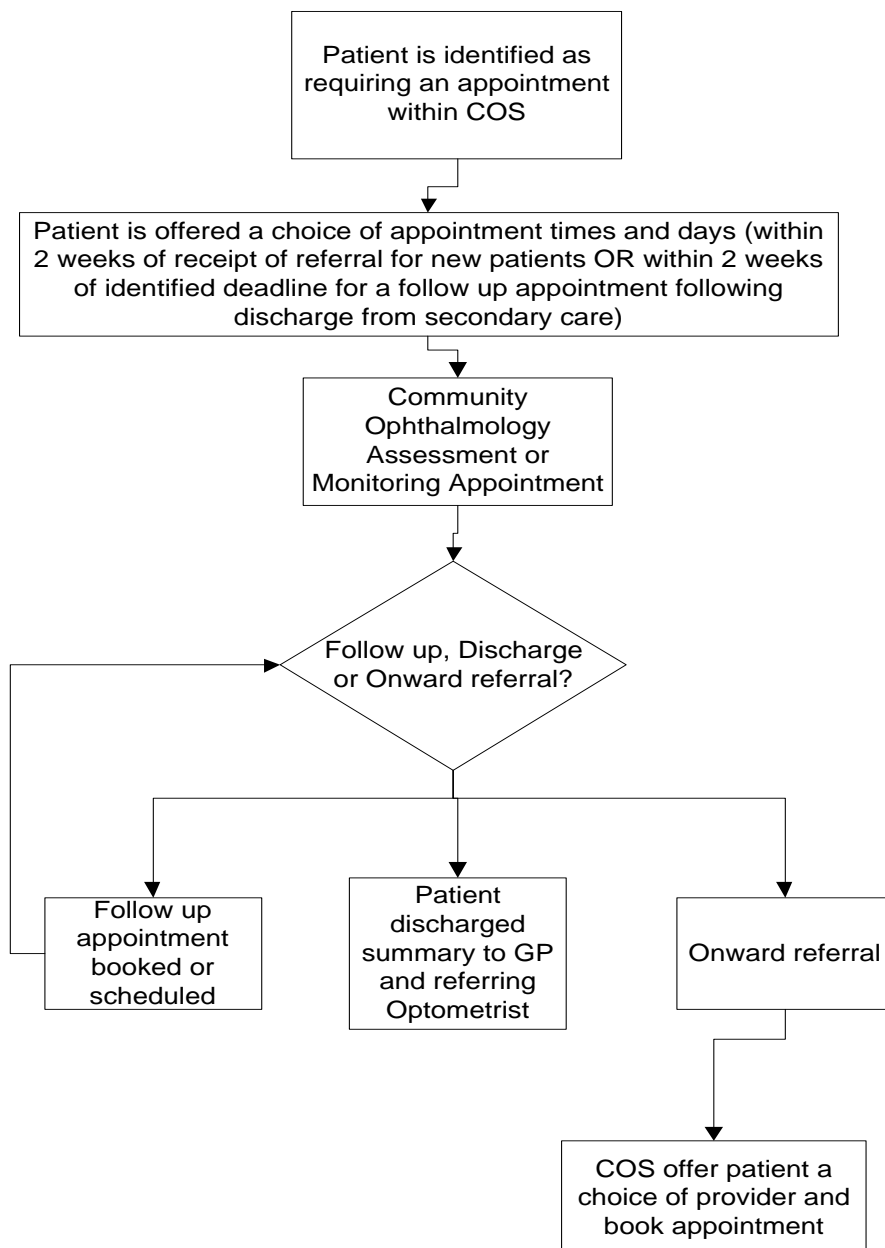 Patient is identified as
requiring an appointment
within COS
Patient is offered a choice of appointment times and days (within
2 weeks of receipt of referral for new patients OR within 2 weeks
of identified deadline for a follow up appointment following
discharge from secondary care)
Community
Ophthalmology
Assessment or
Monitoring Appointment
Follow up, Discharge
or Onward referral?
Follow up
appointment
booked or
scheduled
Patient
discharged
summary to GP
and referring
Optometrist
Onward referral
COS offer patient a
choice of provider and
book appointment